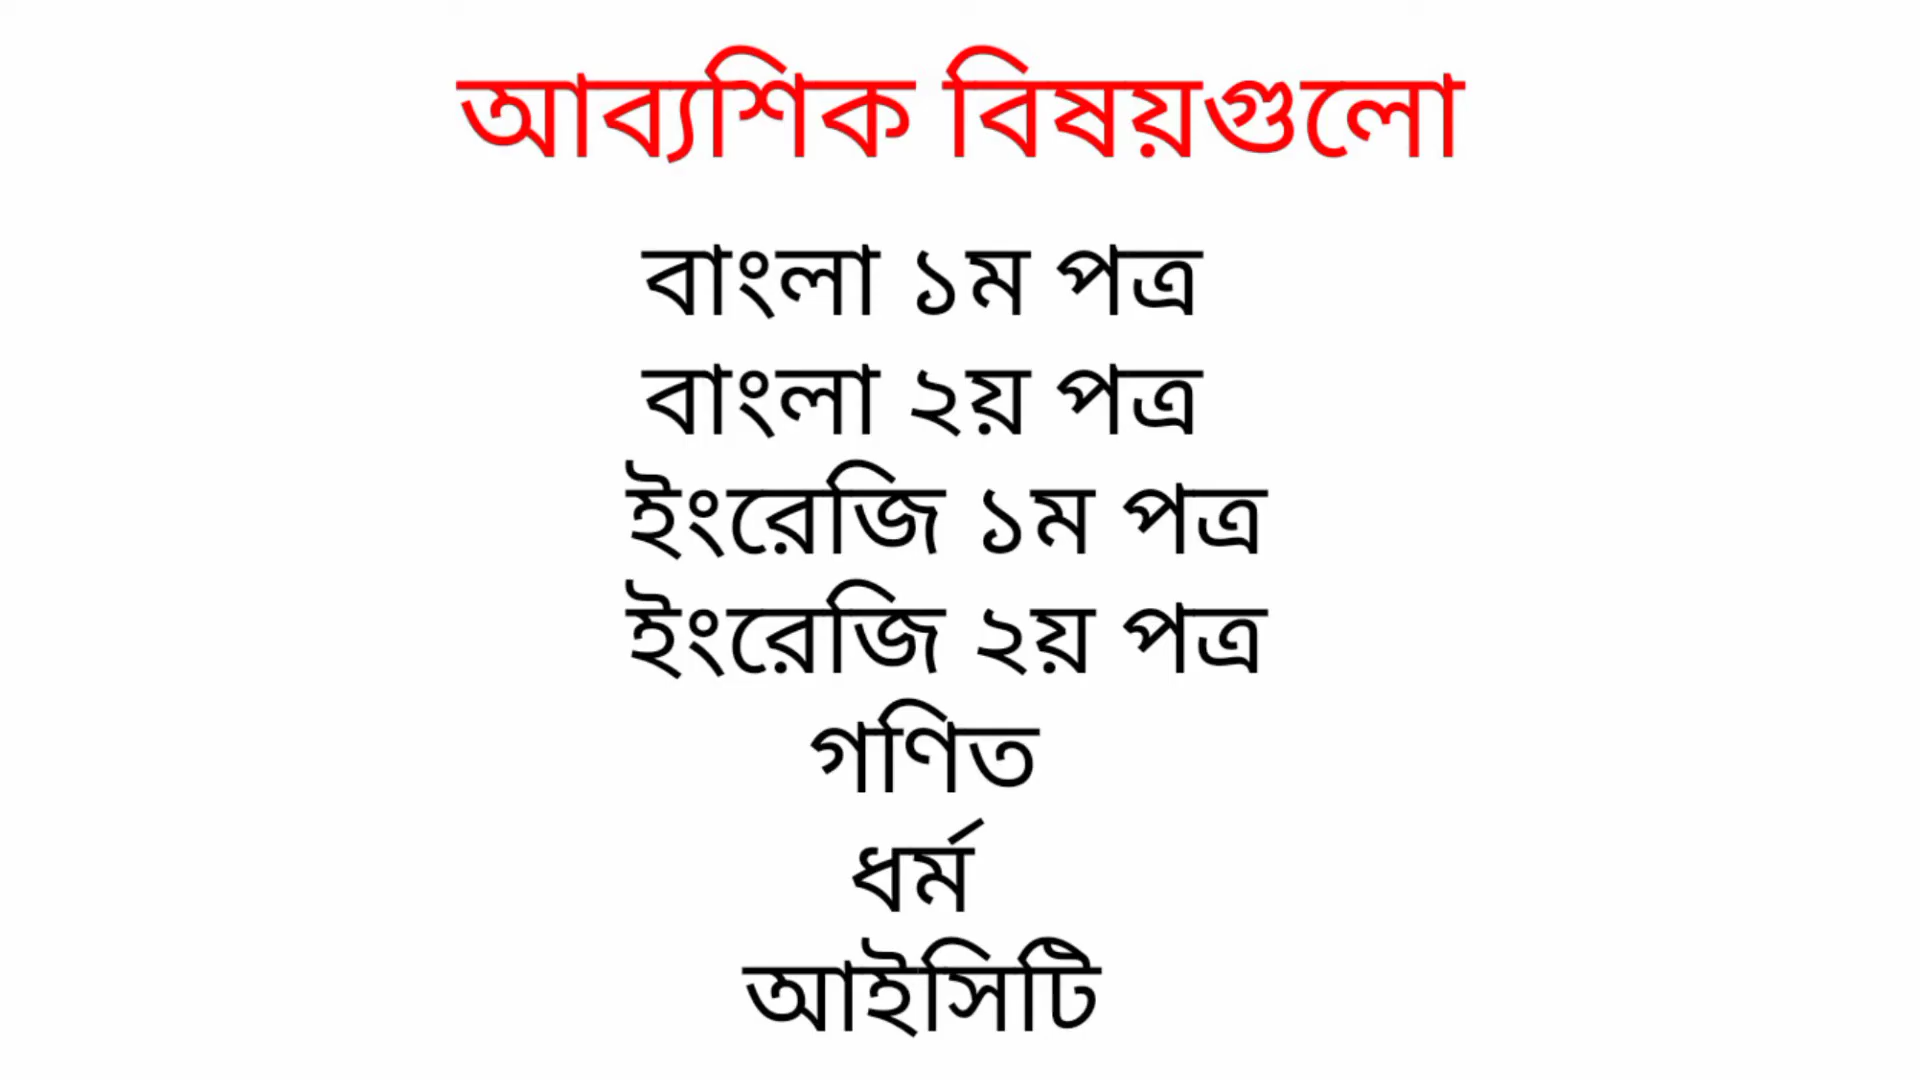 আব্যশিক বিষয়গুলো
বাংলা ১ম পত্র
বাংলা ২য় পত্র
ইংরেজি ১ম পত্র
ইংরেজি ২য় পত্র
গণিত
ধর্ম
আইসিটি